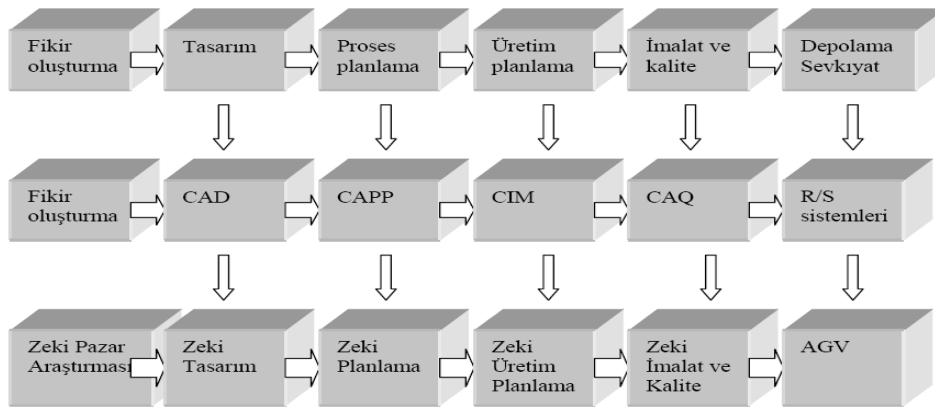 Fikir
oluşturma
Tasarım
Proses
planlama
Üretim
planlama
İmalat ve
kalite
Depolama
Sevkıyat
Fikir
oluşturma
CAD
CAPP
CIM
CAQ
R/S
sistemleri
Zeki Pazar
Araştırması
Zeki
Tasarım
Zeki
Planlama
Zeki
Üretim
Planlama
Zeki
İmalat ve
Kalite
AGV